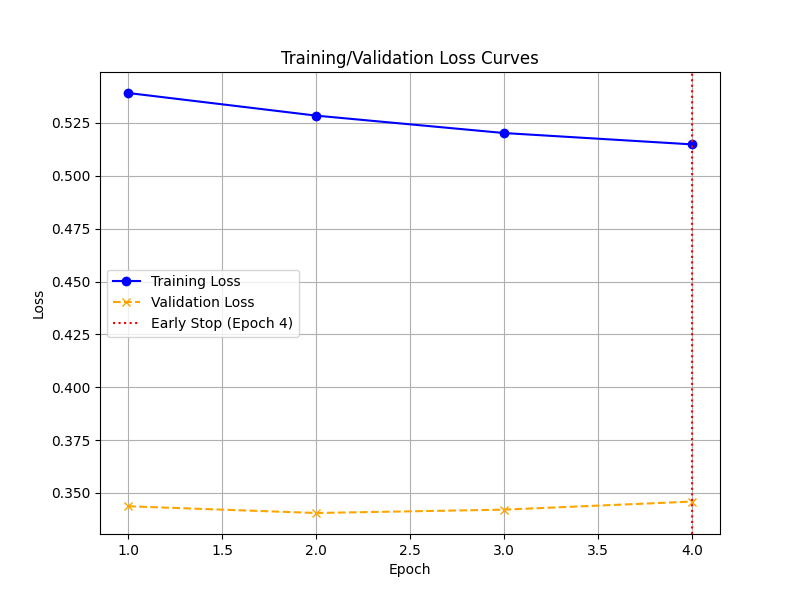 Training/Validation Loss Curves
Loss
0.525
0.500
0.475
0.450
0.425
0.400
0.375
0.350
Training Loss
Validation Loss
Early Stop (Epoch 4)
1.0 1.5 2.0 2.5 3.0 3.5 4.0
Epoch